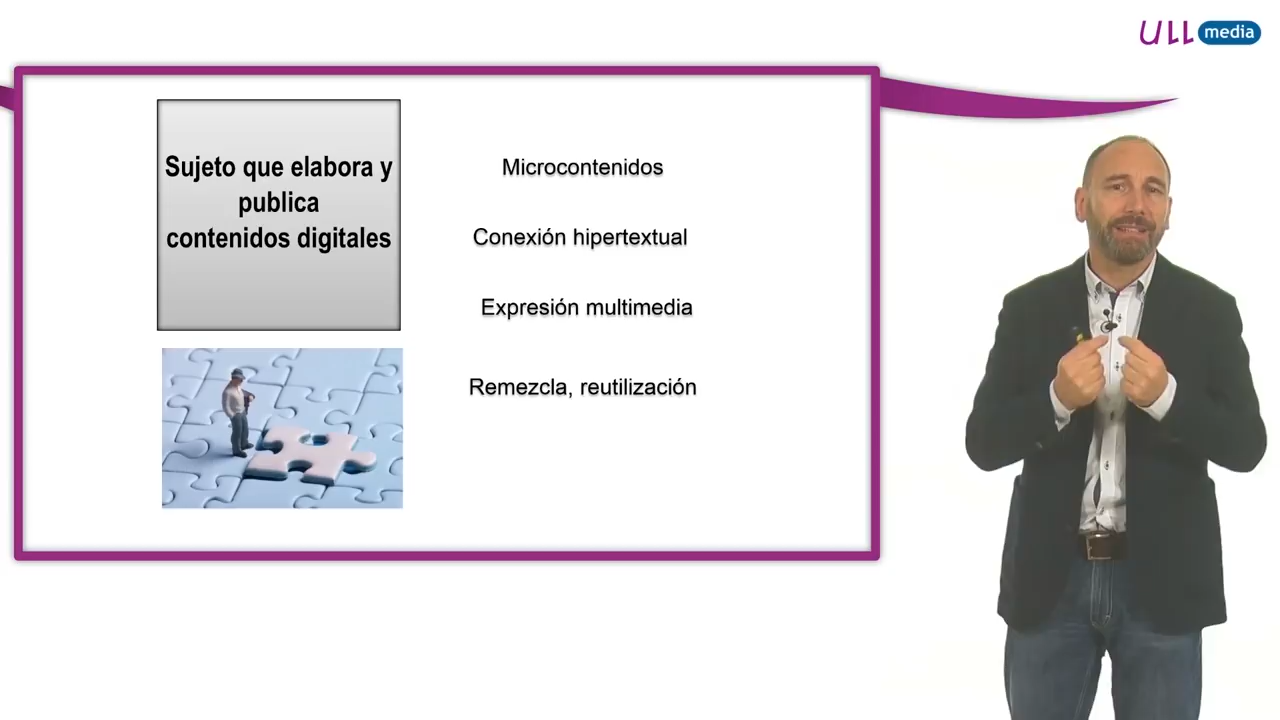 ULL media
Sujeto que elabora y
publica
contenidos digitales
Microcontenidos
Conexión hipertextual
Expresión multimedia
Remezcla, reutilización